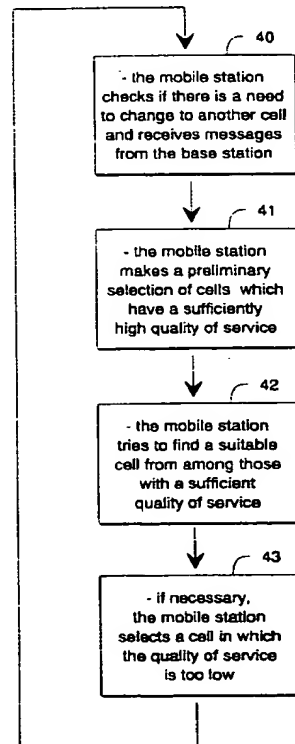 40
- the mobile station
checks if there is a need
to change to another cell
and receives messages
from the base station
41
- the mobile station
makes a preliminary
selection of cells which
have a sufficiently
high quality of service
42
- the mobile station
tries to find a suitable
cell from among those
with a sufficient
quality of service
43
- if necessary,
the mobile station
selects a cell in which
the quality of service
is too low